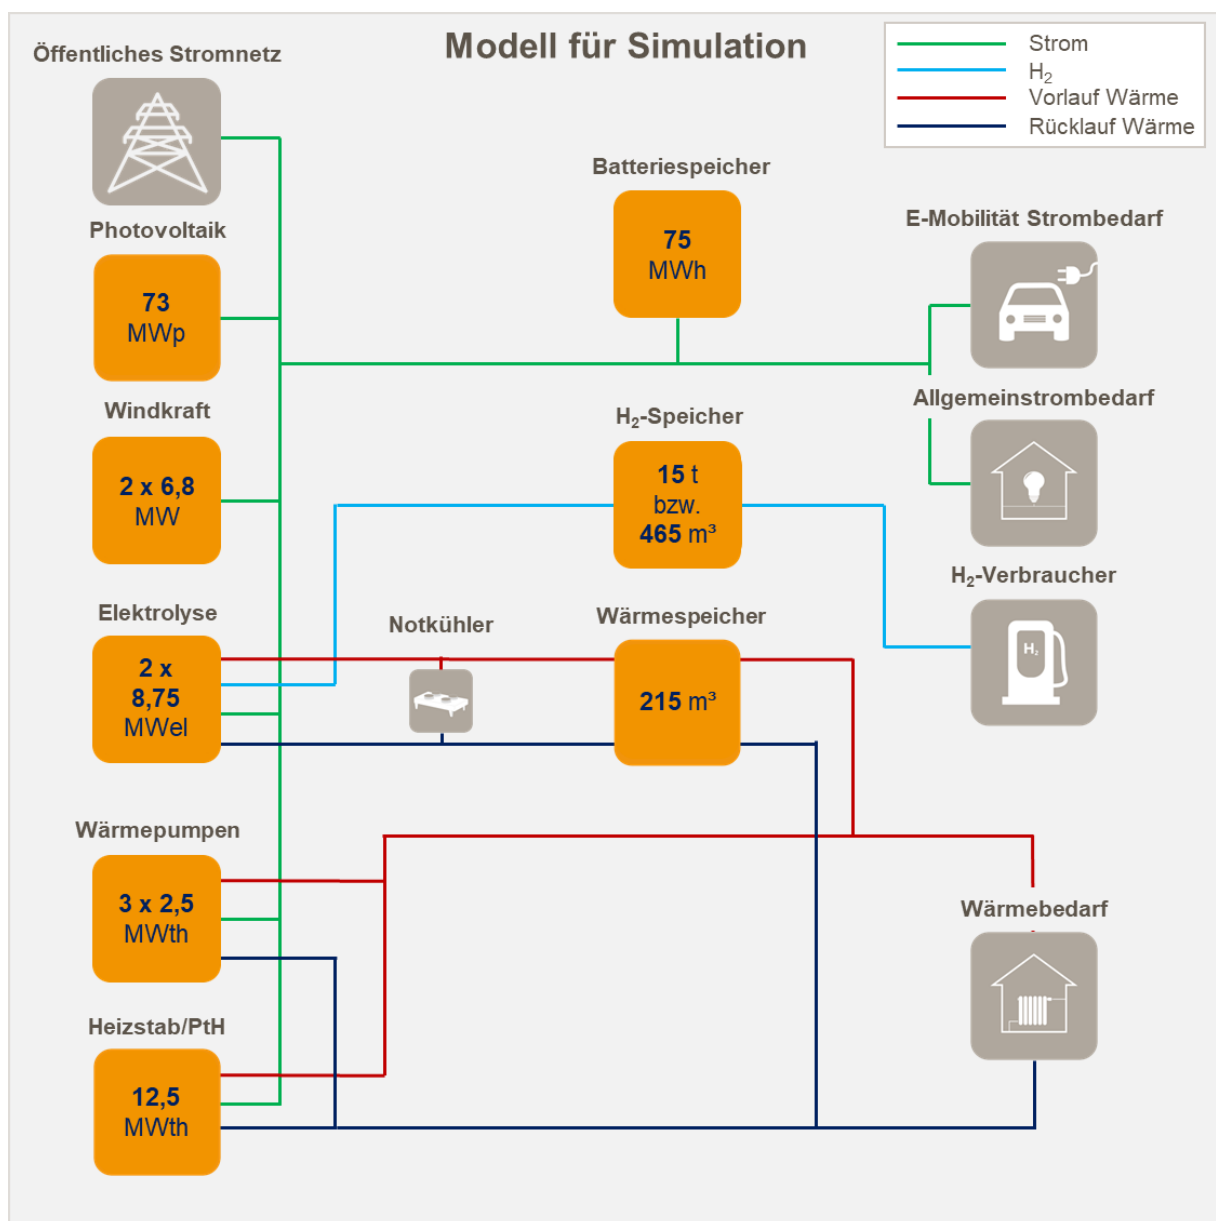 Modell für Simulation
Strom
H₂
Vorlauf Wärme
Rücklauf Wärme
Öffentliches Stromnetz
Photovoltaik
73
MWp
Windkraft
2 x 6,8
MW
Elektrolyse
2 x
8,75
MWel
Wärmepumpen
3 x 2,5
MWth
Heizstab/PtH
12,5
MWth
Notkühler
Batteriespeicher
75
MWh
H₂-Speicher
15 t
bzw.
465 m³
Wärmespeicher
215 m³
E-Mobilität Strombedarf
Allgemeinstrombedarf
H₂-Verbraucher
H₂
Wärmebedarf